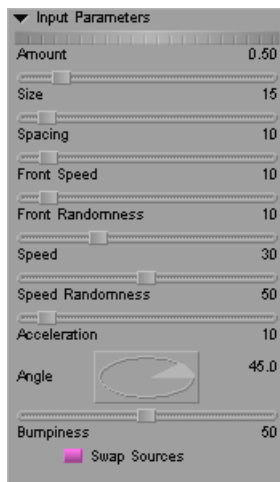 Input Parameters
Amount 0.50
Size 15
Spacing 10
Front Speed 10
Front Randomness 10
Speed 30
Speed Randomness 50
Acceleration 10
Angle 45.0
Bumpiness 50
Swap Sources